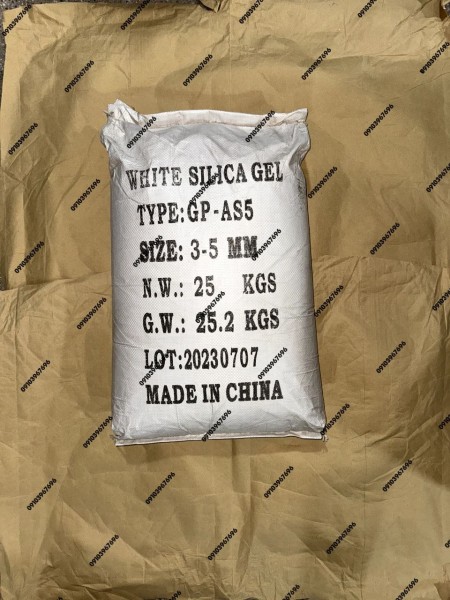 WHITE SILICA GEL
TYPE:GP-AS5
SIZE: 3-5 MM
N.W.: 25 KGS
G.W.: 25.2 KGS
LOT:20230707
MADE IN CHINA
09103967696